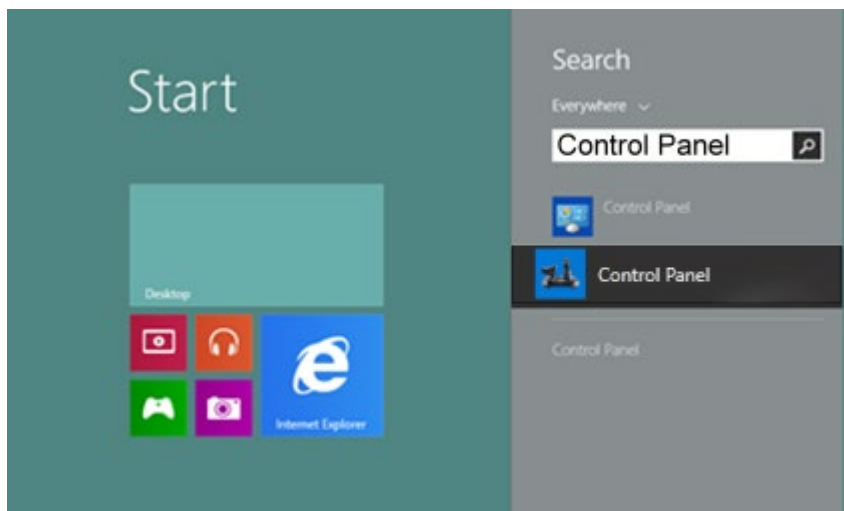 Start
Desktop
Internet Explorer
Search
Everywhere
Control Panel
Control Panel
Control Panel
Control Panel